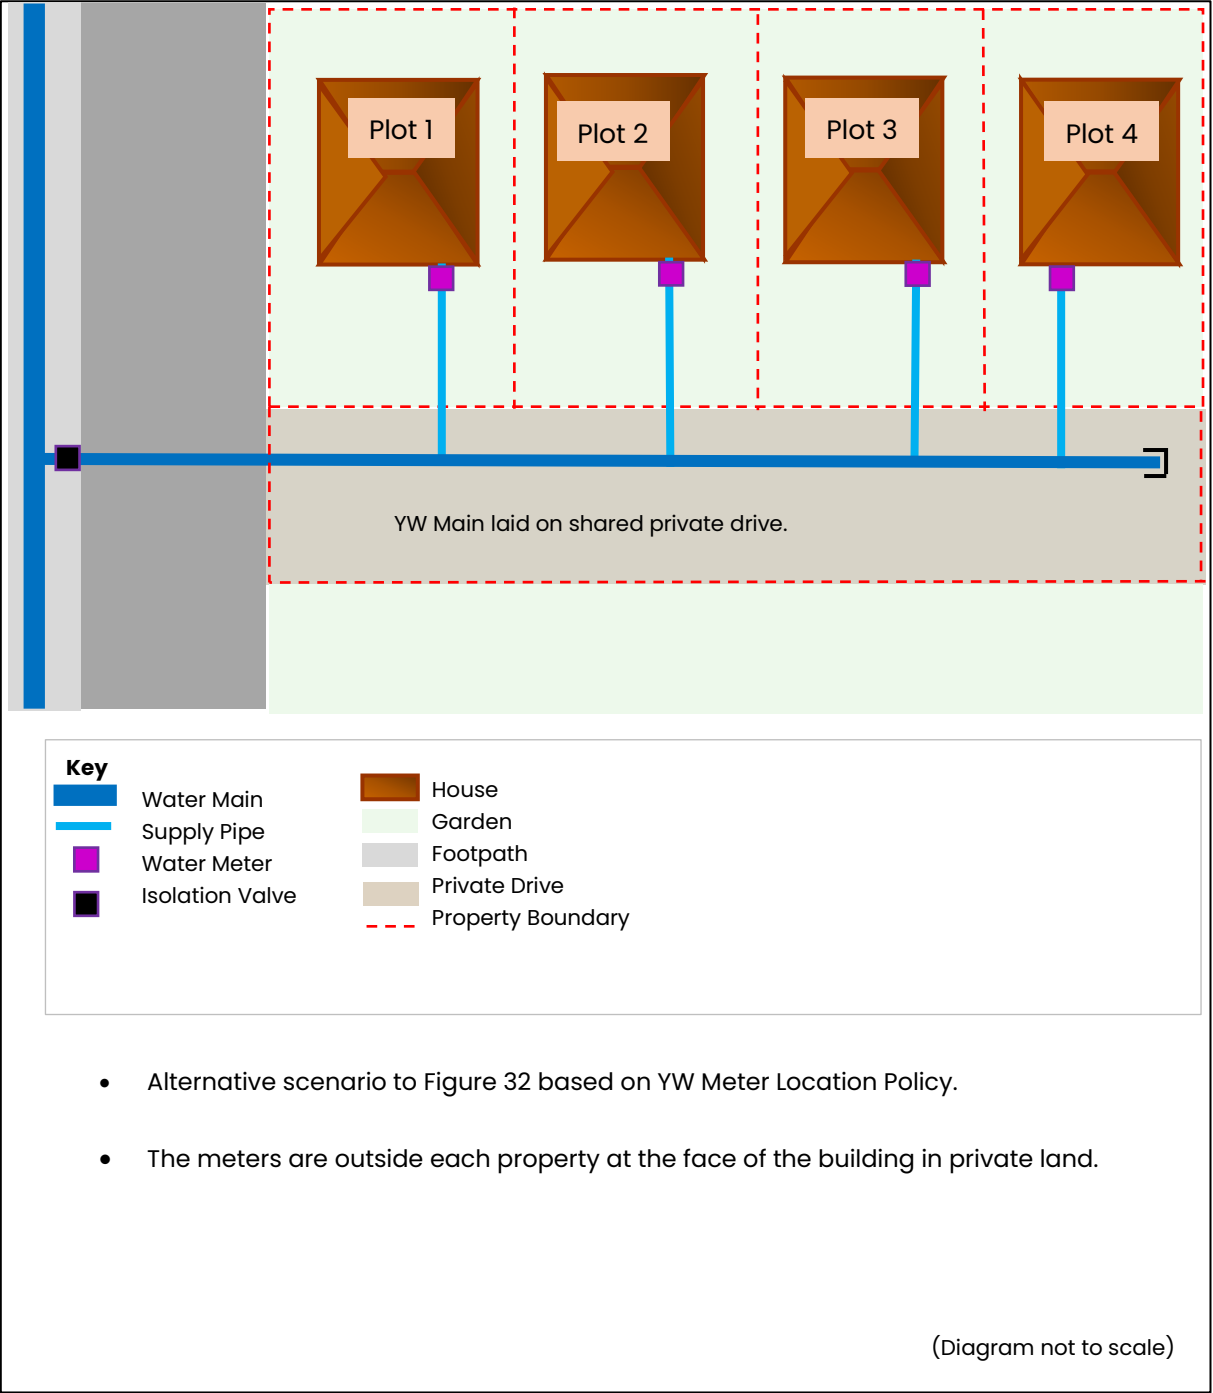 Plot 1
Plot 2
Plot 3
Plot 4
YW Main laid on shared private drive.
Key
Water Main
Supply Pipe
Water Meter
Isolation Valve
House
Garden
Footpath
Private Drive
Property Boundary
• Alternative scenario to Figure 32 based on YW Meter Location Policy.
• The meters are outside each property at the face of the building in private land.
(Diagram not to scale)